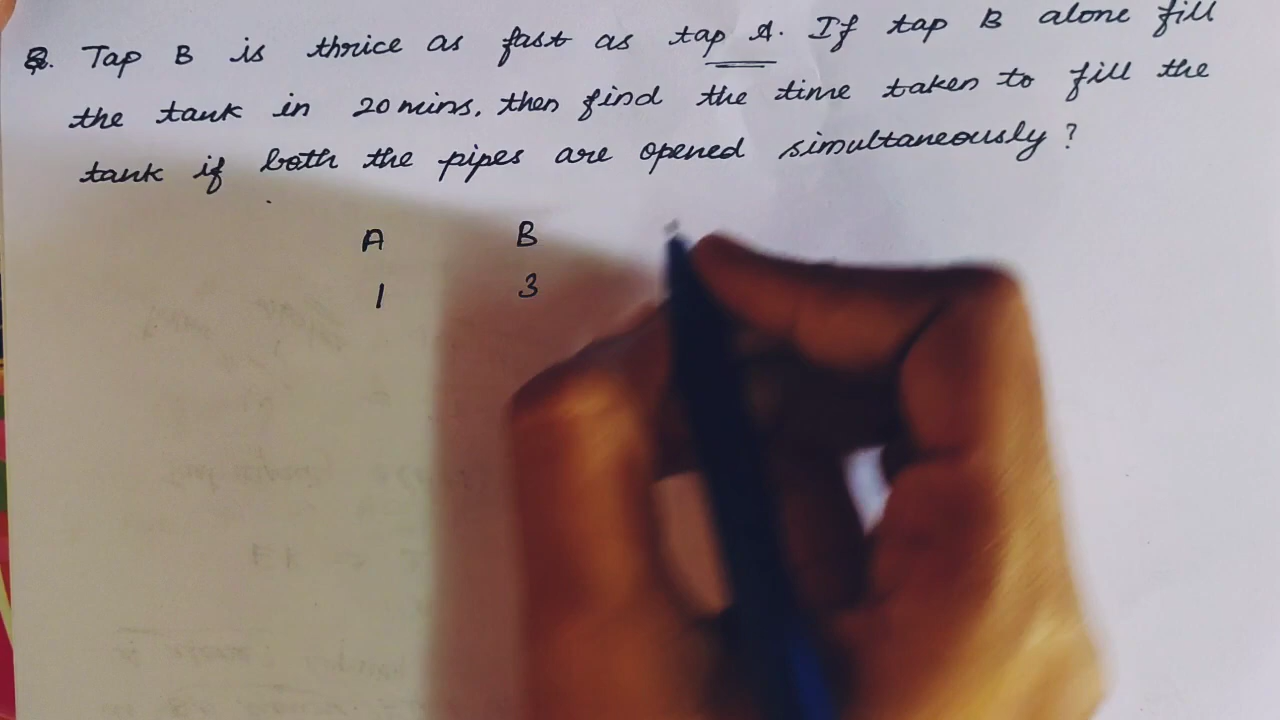 Q. Tap B is thrice as fast as tap A. If tap B alone fill
the tank in 20 mins, then find the time taken to fill the
tank if both the pipes are opened simultaneously?
A B
1 3